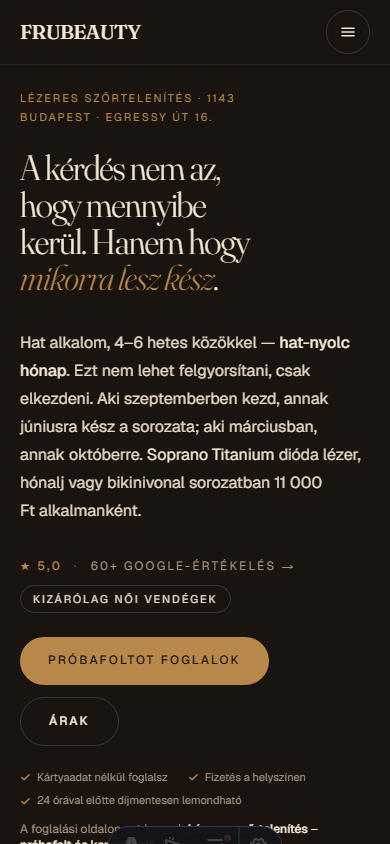 FRUBEAUTY
LÉZERES SZŐRTELENÍTÉS · 1143
BUDAPEST · EGRESSY ÚT 16.
A kérdés nem az,
hogy mennyibe
kerül. Hanem hogy
mikorra lesz kész.
Hat alkalom, 4–6 hetes közökkel — hat-nyolc
hónap. Ezt nem lehet felgyorsítani, csak
elkezdeni. Aki szeptemberben kezd, annak
júniusra kész a sorozata; aki márciusban,
annak októberre. Soprano Titanium dióda lézer,
hónalj vagy bikinivonal sorozatban 11 000
Ft alkalmanként.
★ 5,0 · 60+ GOOGLE-ÉRTÉKELÉS →
KIZÁRÓLAG NŐI VENDÉGEK
PRÓBAFOLTOT FOGLALOK
ÁRAK
✓ Kártyaadat nélkül foglalsz ✓ Fizetés a helyszínen
✓ 24 órával előtte díjmentesen lemondható
A foglalási